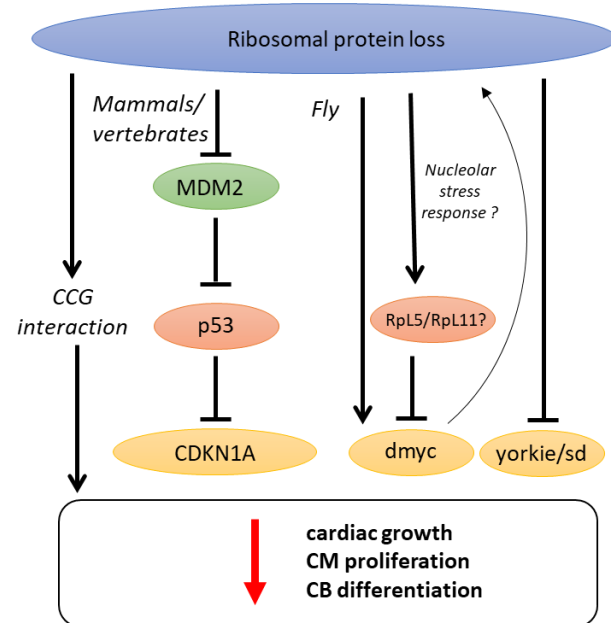 Ribosomal protein loss
Mammals/
vertebrates
Fly
MDM2
Nucleolar
stress
response ?
CCG
interaction
p53
RpL5/RpL11?
CDKN1A
dmyc
yorkie/sd
cardiac growth
CM proliferation
CB differentiation